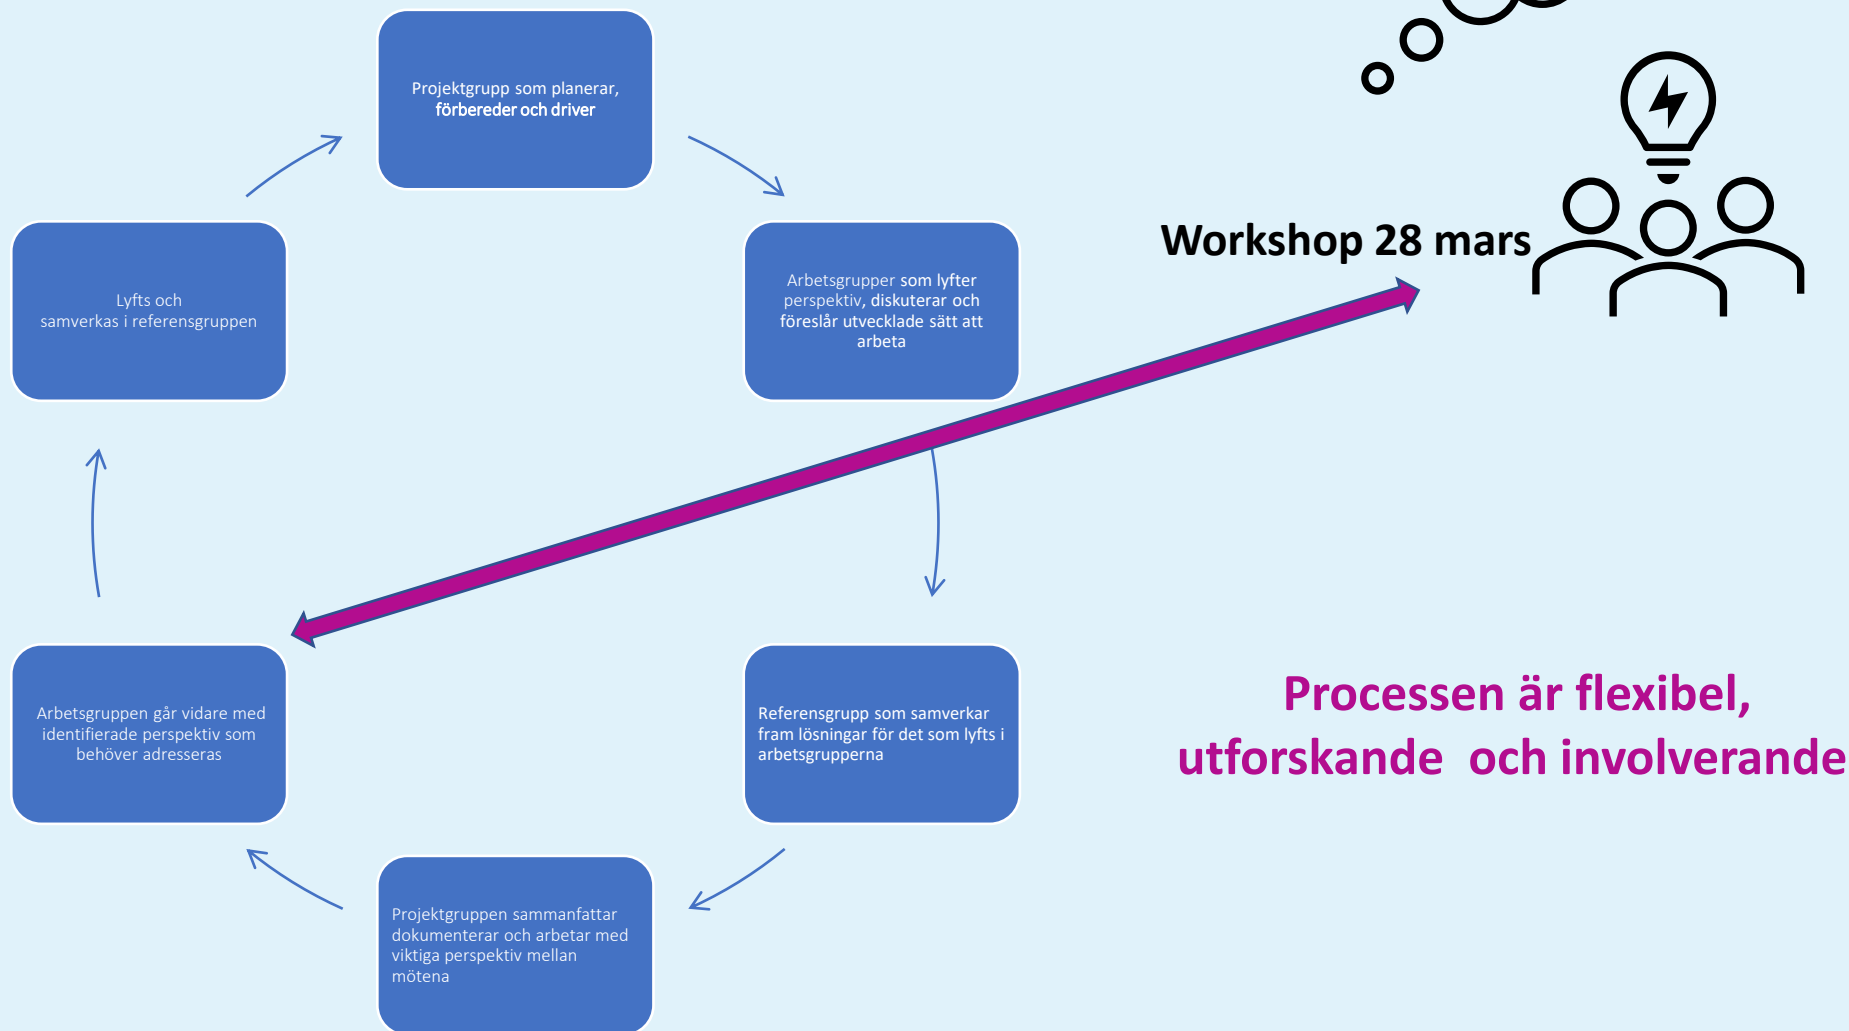 Projektgrupp som planerar,
förbereder och driver
Arbetsgrupper som lyfter
perspektiv, diskuterar och
föreslår utvecklade sätt att
arbeta
Referensgrupp som samverkar
fram lösningar för det som lyfts i
arbetsgrupperna
Projektgruppen sammanfattar
dokumenterar och arbetar med
viktiga perspektiv mellan
mötena
Arbetsgruppen går vidare med
identifierade perspektiv som
behöver adresseras
Lyfts och
samverkas i referensgruppen
Workshop 28 mars
Processen är flexibel,
utforskande och involverande